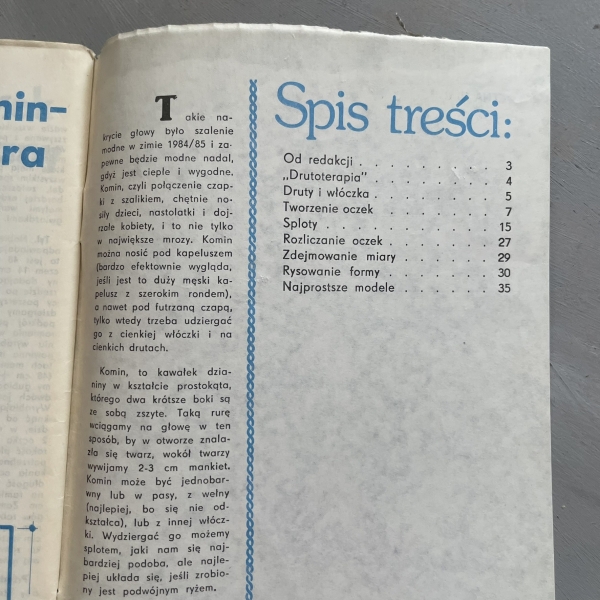 min-
ra
Takie na-
krycie głowy było szalenie
modne w zimie 1984/85 i za-
pewne będzie modne nadal,
gdyż jest ciepłe i wygodne.
Komin, czyli połączenie czap-
ki z szalikiem, chętnie no-
siły dzieci, nastolatki i doj-
rzałe kobiety, i to nie tylko
w największe mrozy. Komin
można nosić pod kapeluszem
(bardzo efektownie wygląda,
jeśli jest to duży męski ka-
pelusz z szerokim rondem),
a nawet pod futrzaną czapą,
tylko wtedy trzeba udziergać
go z cienkiej włóczki i na
cienkich drutach.
Komin, to kawałek dzia-
niny w kształcie prostokąta,
którego dwa krótsze boki są
ze sobą zszyte. Taką rurę
wciągamy na głowę w ten
sposób, by w otworze znala-
zła się twarz, wokół twarzy
wywijamy 2-3 cm mankiet.
Komin może być jednobar-
wny lub w pasy, z wełny
(najlepiej, bo się nie od-
kształca), lub z innej włócz-
ki. Wydziergać go możemy
splotem, jaki nam się naj-
bardziej podoba, ale najle-
piej układa się, jeśli zrobio-
ny jest podwójnym ryżem.
Spis treści:
Od redakcji . . . . . . . . . 3
„Drutoterapia” . . . . . . . . 4
Druty i włóczka . . . . . . . . 5
Tworzenie oczek . . . . . . . 7
Sploty . . . . . . . . . . . 15
Rozliczanie oczek . . . . . . . 27
Zdejmowanie miary . . . . . . 29
Rysowanie formy . . . . . . . 30
Najprostsze modele . . . . . . 35